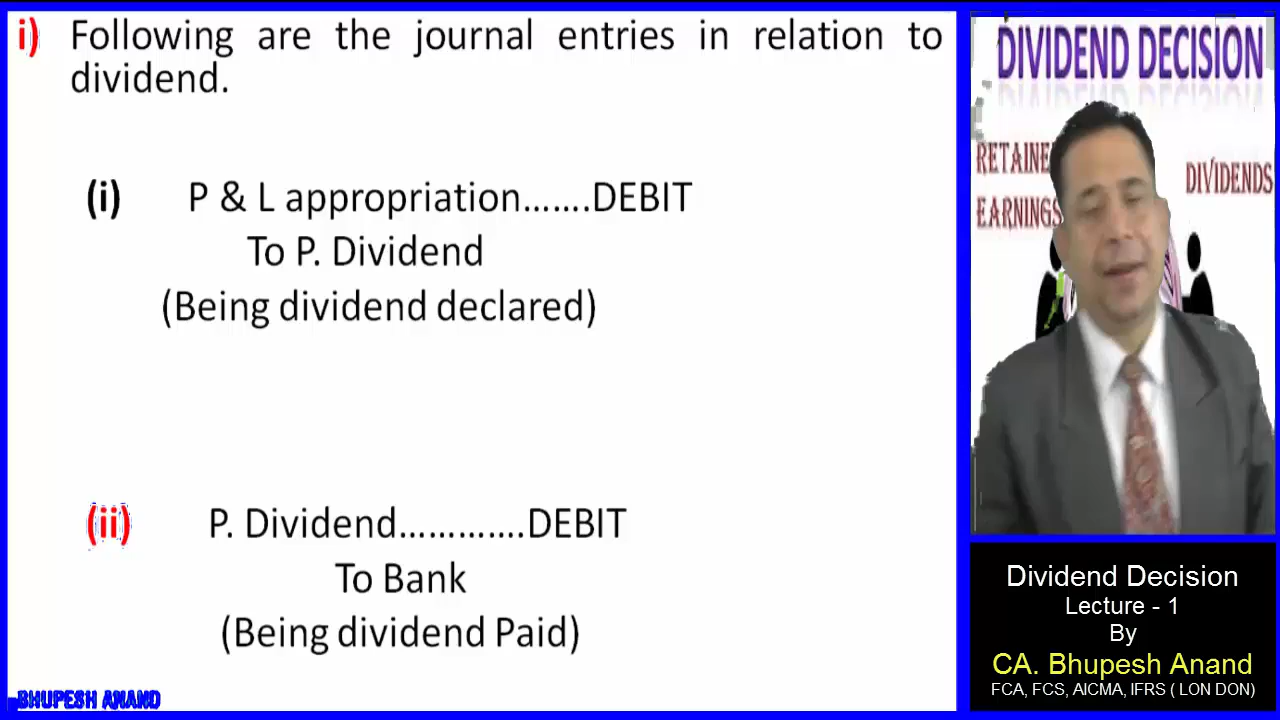 i) Following are the journal entries in relation to
dividend.
(i) P & L appropriation.......DEBIT
To P. Dividend
(Being dividend declared)
(ii) P. Dividend.............DEBIT
To Bank
(Being dividend Paid)
BHUPESH ANAND
DIVIDEND DECISION
RETAINE
EARNINGS
DIVIDENDS
Dividend Decision
Lecture - 1
By
CA. Bhupesh Anand
FCA, FCS, AICMA, IFRS ( LON DON)